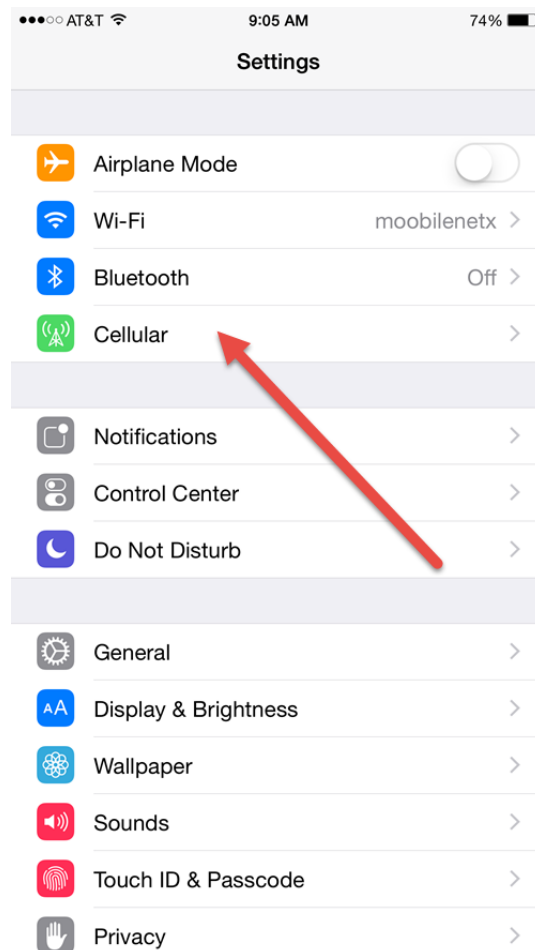 AT&T 9:05 AM 74%
Settings
Airplane Mode
Wi-Fi moobilenetx
Bluetooth Off
Cellular
Notifications
Control Center
Do Not Disturb
General
AA Display & Brightness
Wallpaper
Sounds
Touch ID & Passcode
Privacy